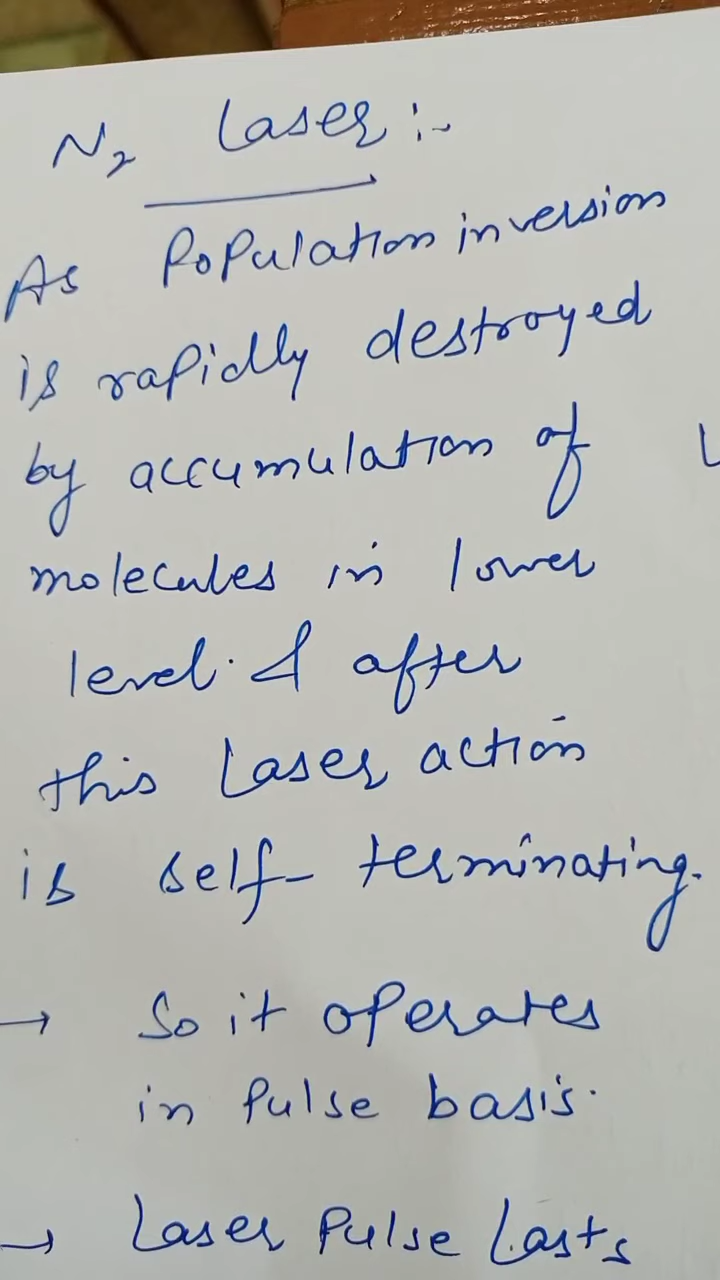 N₂ Laser :-
As Population inversion
is rapidly destroyed
by accumulation of
molecules in lower
level. & after
this Laser action
is self- terminating.
→ So it operates
in Pulse basis.
→ Laser Pulse Lasts